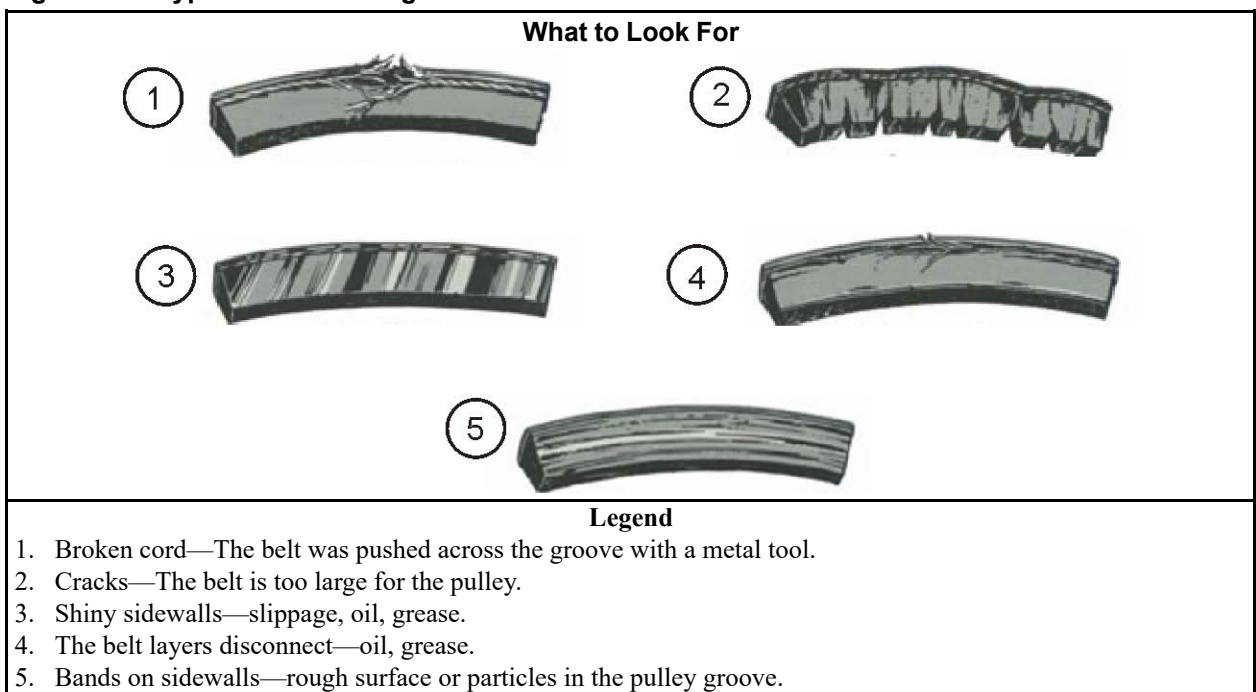 What to Look For
1
2
3
4
5
Legend
1. Broken cord—The belt was pushed across the groove with a metal tool.
2. Cracks—The belt is too large for the pulley.
3. Shiny sidewalls—slippage, oil, grease.
4. The belt layers disconnect—oil, grease.
5. Bands on sidewalls—rough surface or particles in the pulley groove.